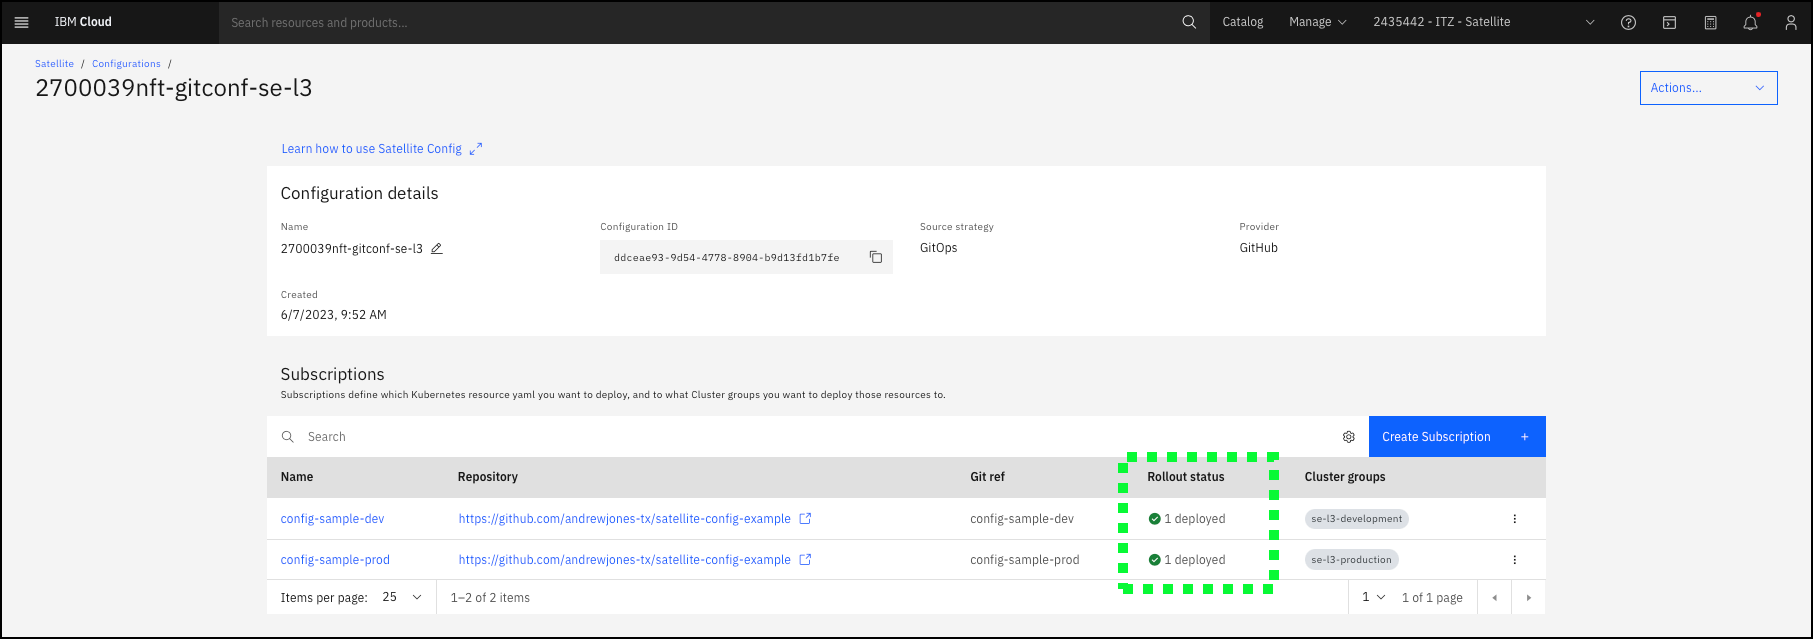 IBM Cloud
Search resources and products...
Catalog
Manage
2435442 - ITZ - Satellite
Satellite / Configurations /
2700039nft-gitconf-se-l3
Actions...
Learn how to use Satellite Config
Configuration details
Name
Configuration ID
Source strategy
Provider
2700039nft-gitconf-se-l3
ddceae93-9d54-4778-8904-b9d13fd1b7fe
GitOps
GitHub
Created
6/7/2023, 9:52 AM
Subscriptions
Subscriptions define which Kubernetes resource yaml you want to deploy, and to what Cluster groups you want to deploy those resources to.
Search
Create Subscription +
Name Repository Git ref Rollout status Cluster groups
config-sample-dev https://github.com/andrewjones-tx/satellite-config-example config-sample-dev 1 deployed se-l3-development
config-sample-prod https://github.com/andrewjones-tx/satellite-config-example config-sample-prod 1 deployed se-l3-production
Items per page: 25 1–2 of 2 items 1 1 of 1 page